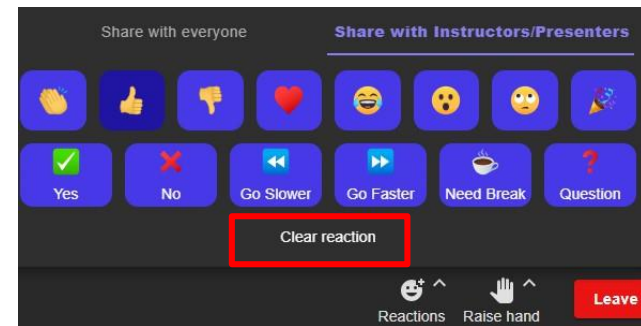 Share with everyone Share with Instructors/Presenters
Yes No Go Slower Go Faster Need Break Question
Clear reaction
Reactions Raise hand Leave